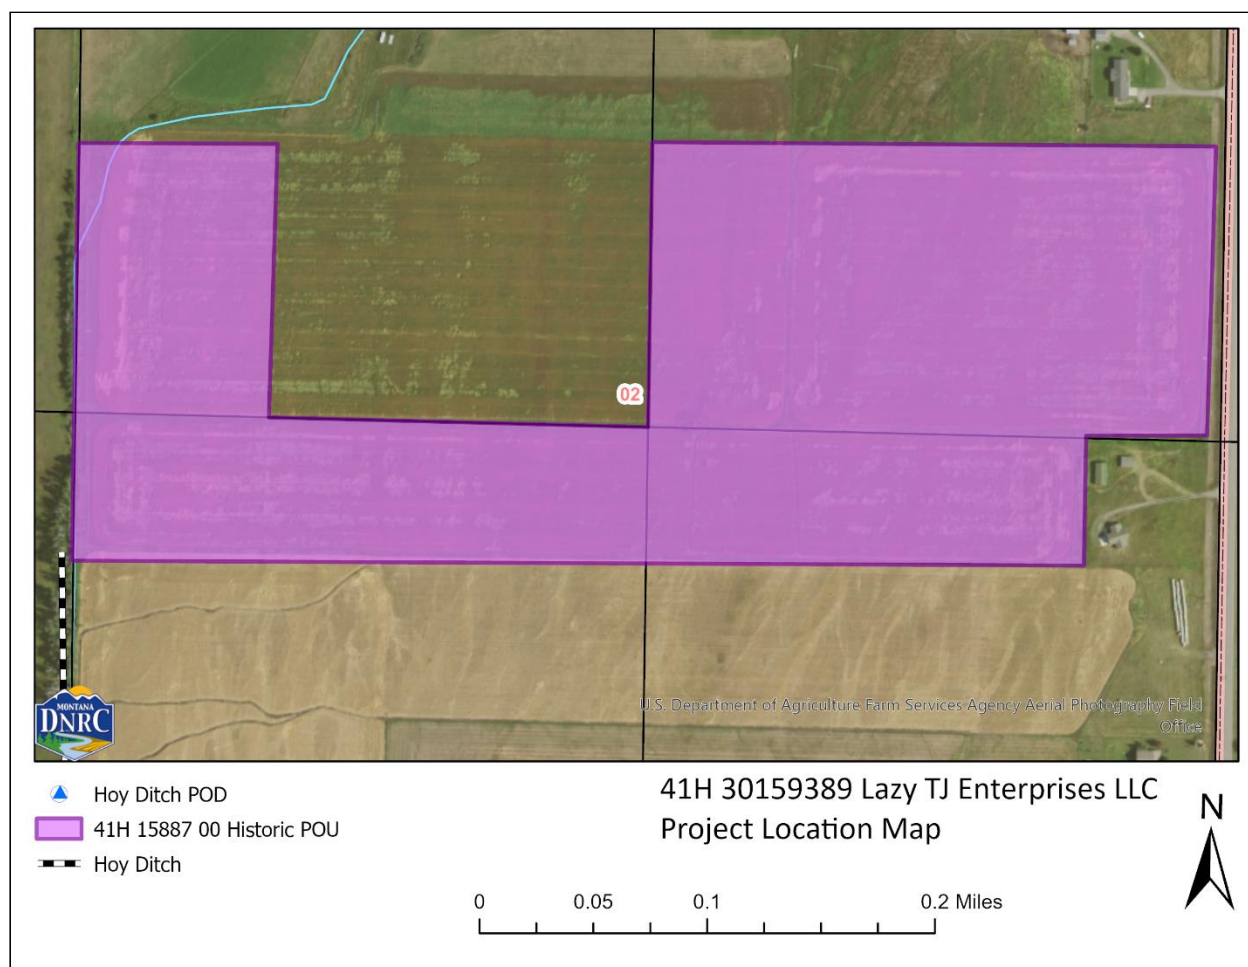 02
MONTANA
DNRC
U.S. Department of Agriculture Farm Services Agency Aerial Photography Field
Office
Hoy Ditch POD
41H 15887 00 Historic POU
Hoy Ditch
41H 30159389 Lazy TJ Enterprises LLC
Project Location Map
N
0 0.05 0.1 0.2 Miles